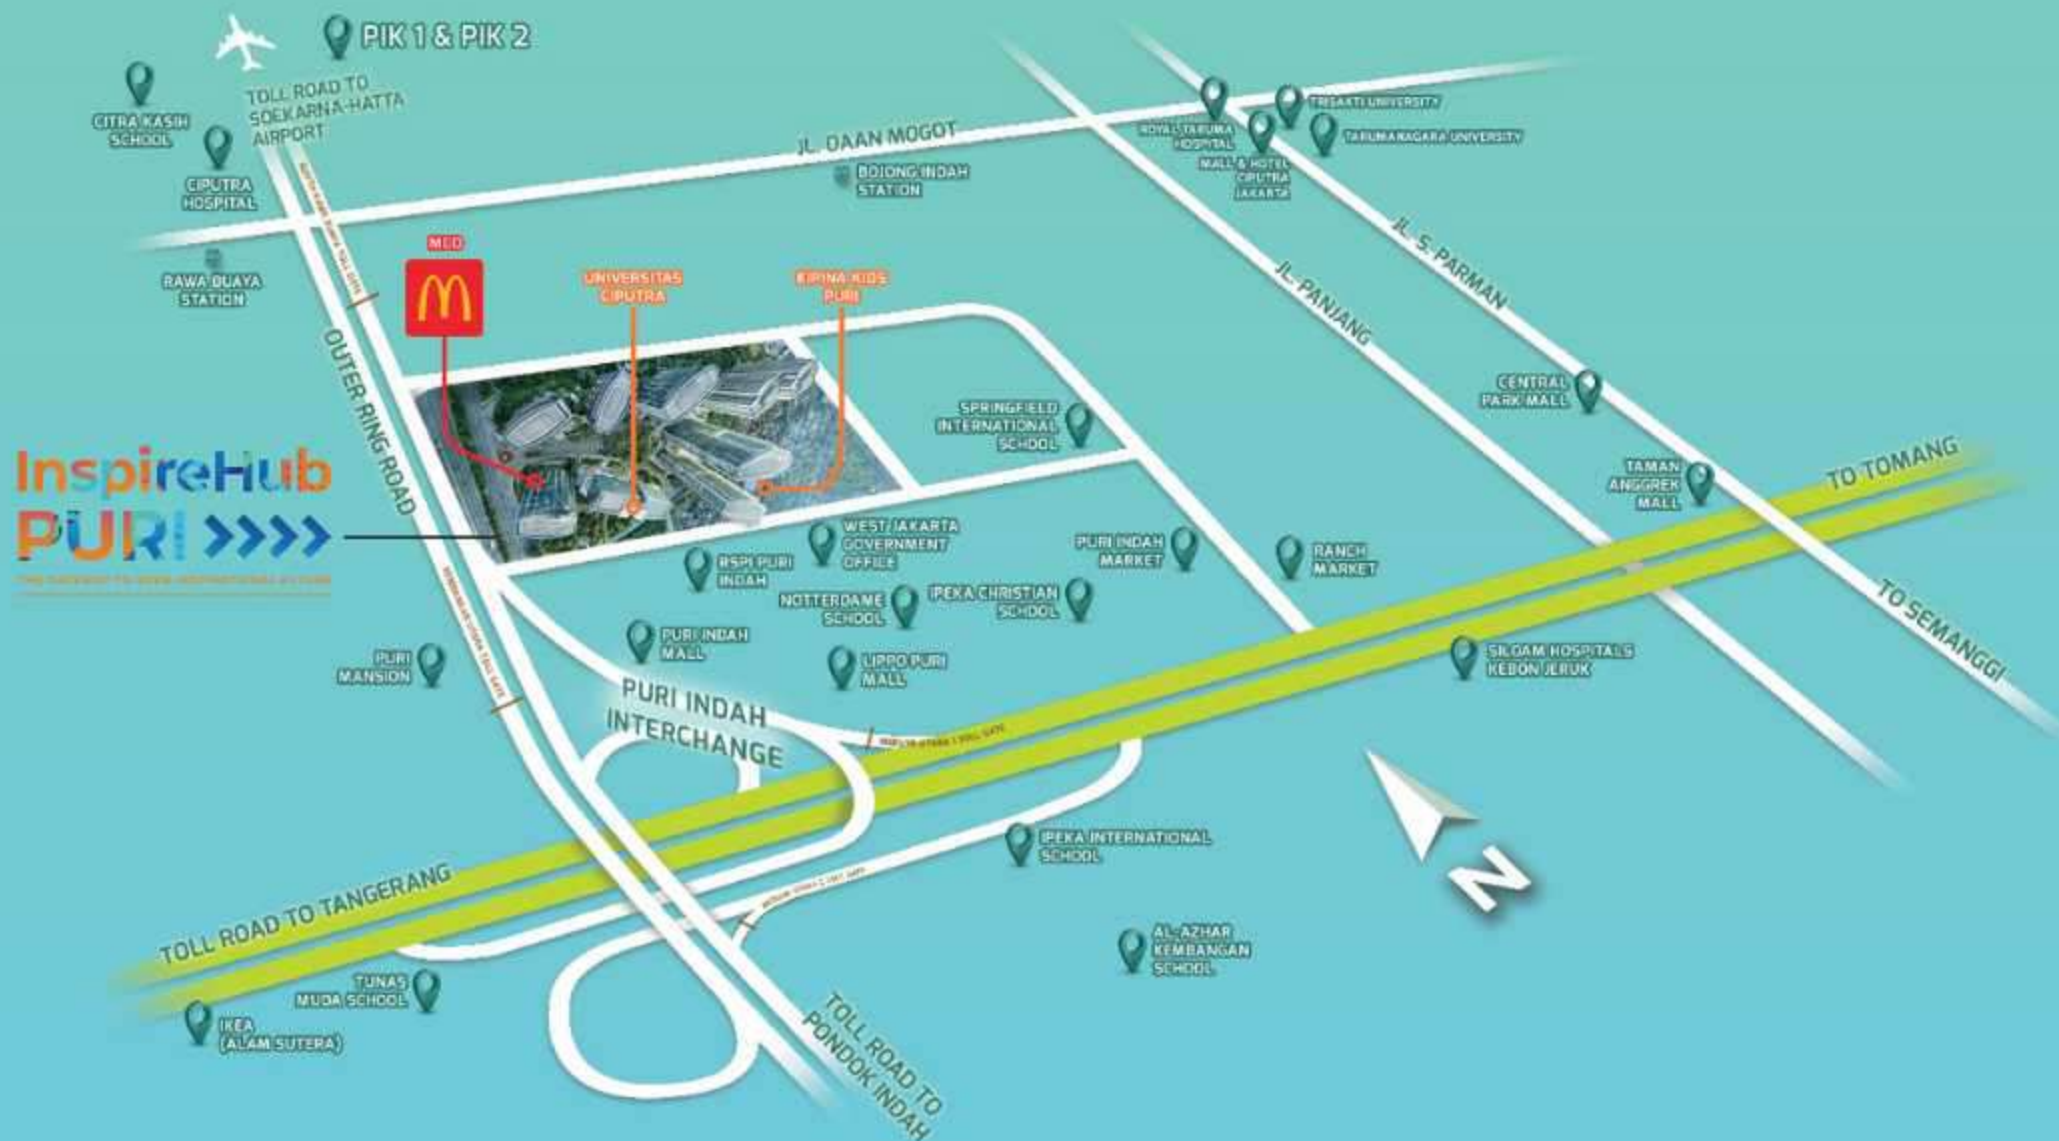 PIK 1 & PIK 2
TOLL ROAD TO
SOEKARNA-HATTA
AIRPORT
CITRA KASIH
SCHOOL
CIPUTRA
HOSPITAL
RAWA BUAYA
STATION
JL. DAAN MOGOT
BOJONG INDAH
STATION
ROYAL TARUMA
HOSPITAL
TRISAKTI UNIVERSITY
TARUMANAGARA UNIVERSITY
MALL & HOTEL
CIPUTRA
JAKARTA
JL. S. PARMAN
JL. PANJANG
MCD
UNIVERSITAS
CIPUTRA
KIPINA KIDS
PURI
OUTER RING ROAD
InspireHub
PURI
SPRINGFIELD
INTERNATIONAL
SCHOOL
CENTRAL
PARK MALL
TAMAN
ANGGREK
MALL
TO TOMANG
TO SEMANGGI
RSPI PURI
INDAH
WEST JAKARTA
GOVERNMENT
OFFICE
PURI INDAH
MARKET
RANCH
MARKET
NOTTERDAME
SCHOOL
IPEKA CHRISTIAN
SCHOOL
PURI
MANSION
PURI INDAH
MALL
LIPPO PURI
MALL
SILOAM HOSPITALS
KEBON JERUK
PURI INDAH
INTERCHANGE
IPEKA INTERNATIONAL
SCHOOL
N
TOLL ROAD TO TANGERANG
AL-AZHAR
KEMBANGAN
SCHOOL
TUNAS
MUDA SCHOOL
IKEA
(ALAM SUTERA)
TOLL ROAD TO
PONDOK INDAH